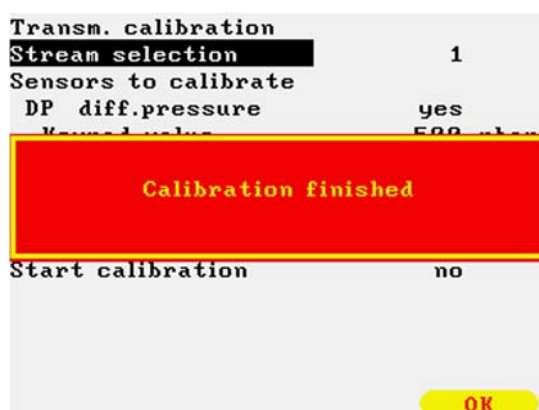 Transm. calibration
Stream selection 1
Sensors to calibrate
DP diff.pressure yes
Calibration finished
Start calibration no
OK